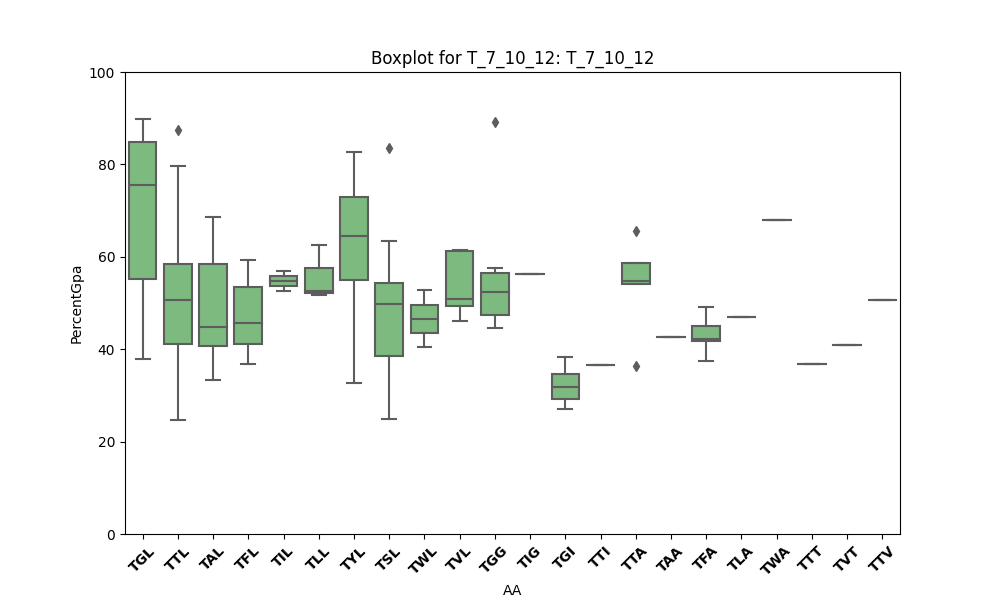 Boxplot for T_7_10_12: T_7_10_12
100
80
60
40
20
0
PercentGpa
TGL TTL TAL TFL TIL TLL TYL TSL TWL TVL TGG TIG TGI TTI TTA TAA TFA TLA TWA TTT TVT TTV
AA